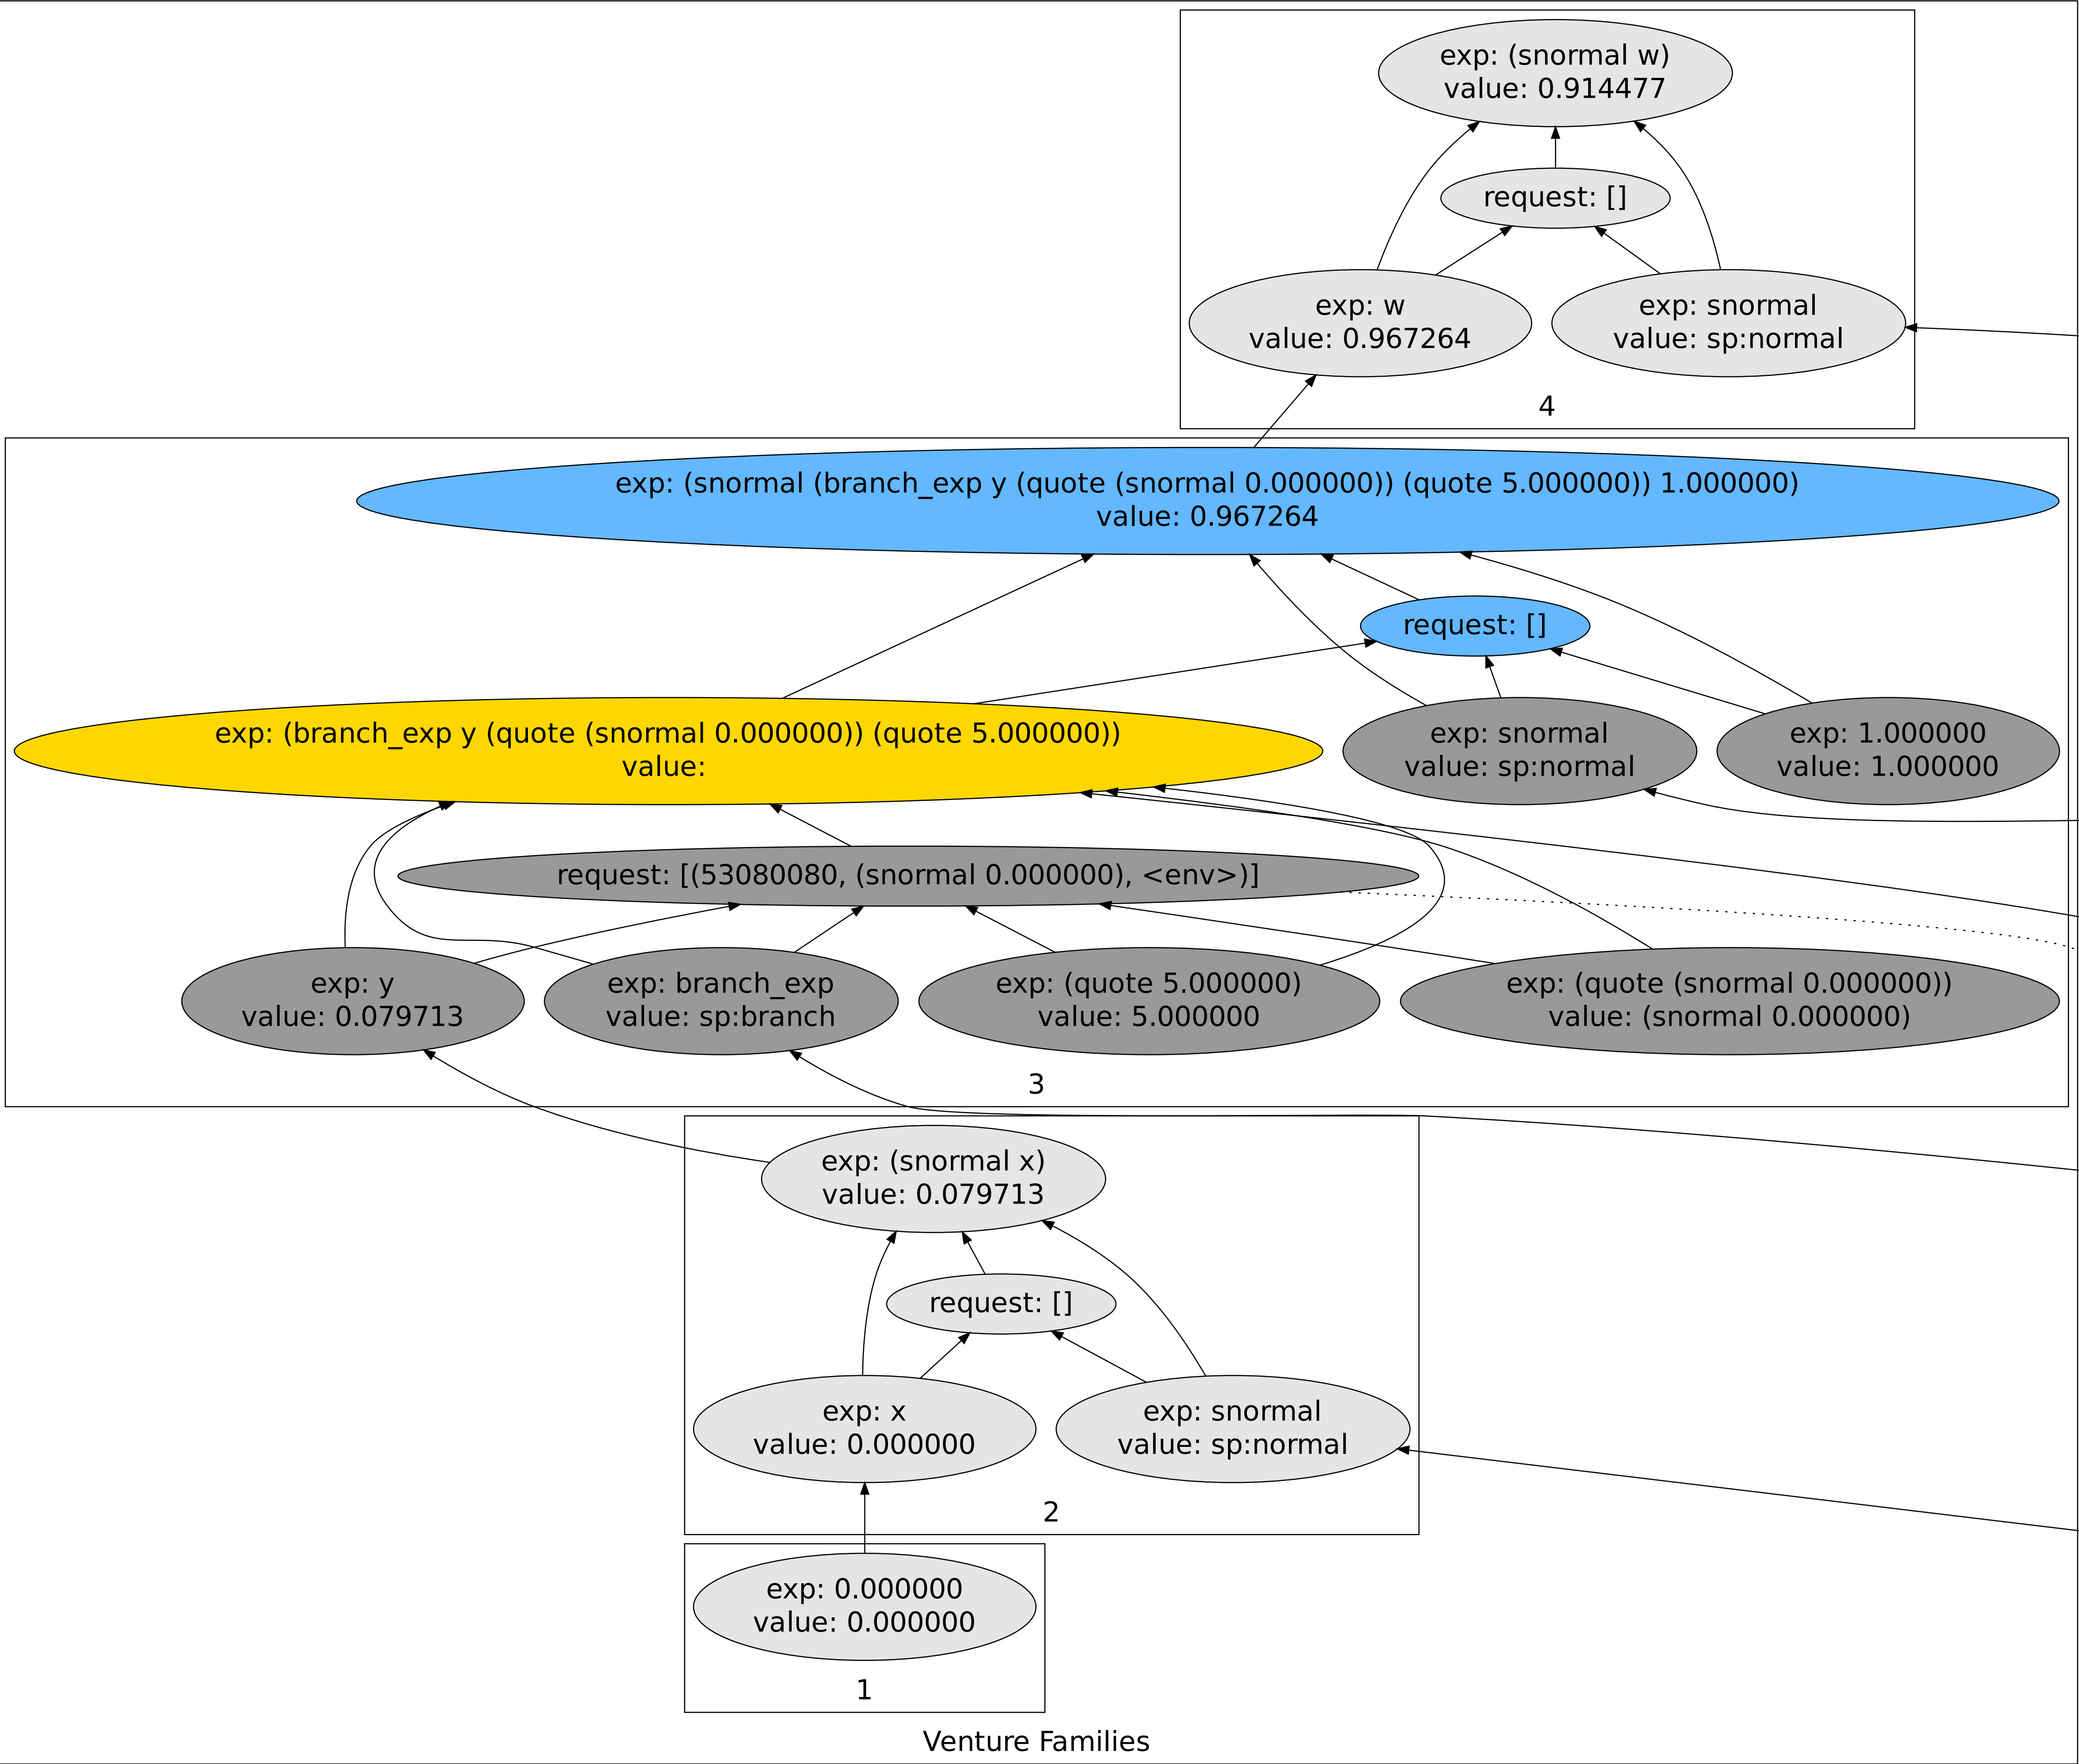 exp: (snormal w)
value: 0.914477
request: []
exp: w
value: 0.967264
exp: snormal
value: sp:normal
4
exp: (snormal (branch_exp y (quote (snormal 0.000000)) (quote 5.000000)) 1.000000)
value: 0.967264
request: []
exp: (branch_exp y (quote (snormal 0.000000)) (quote 5.000000))
value:
exp: snormal
value: sp:normal
exp: 1.000000
value: 1.000000
request: [(53080080, (snormal 0.000000), <env>)]
exp: y
value: 0.079713
exp: branch_exp
value: sp:branch
exp: (quote 5.000000)
value: 5.000000
exp: (quote (snormal 0.000000))
value: (snormal 0.000000)
3
exp: (snormal x)
value: 0.079713
request: []
exp: x
value: 0.000000
exp: snormal
value: sp:normal
2
exp: 0.000000
value: 0.000000
1
Venture Families